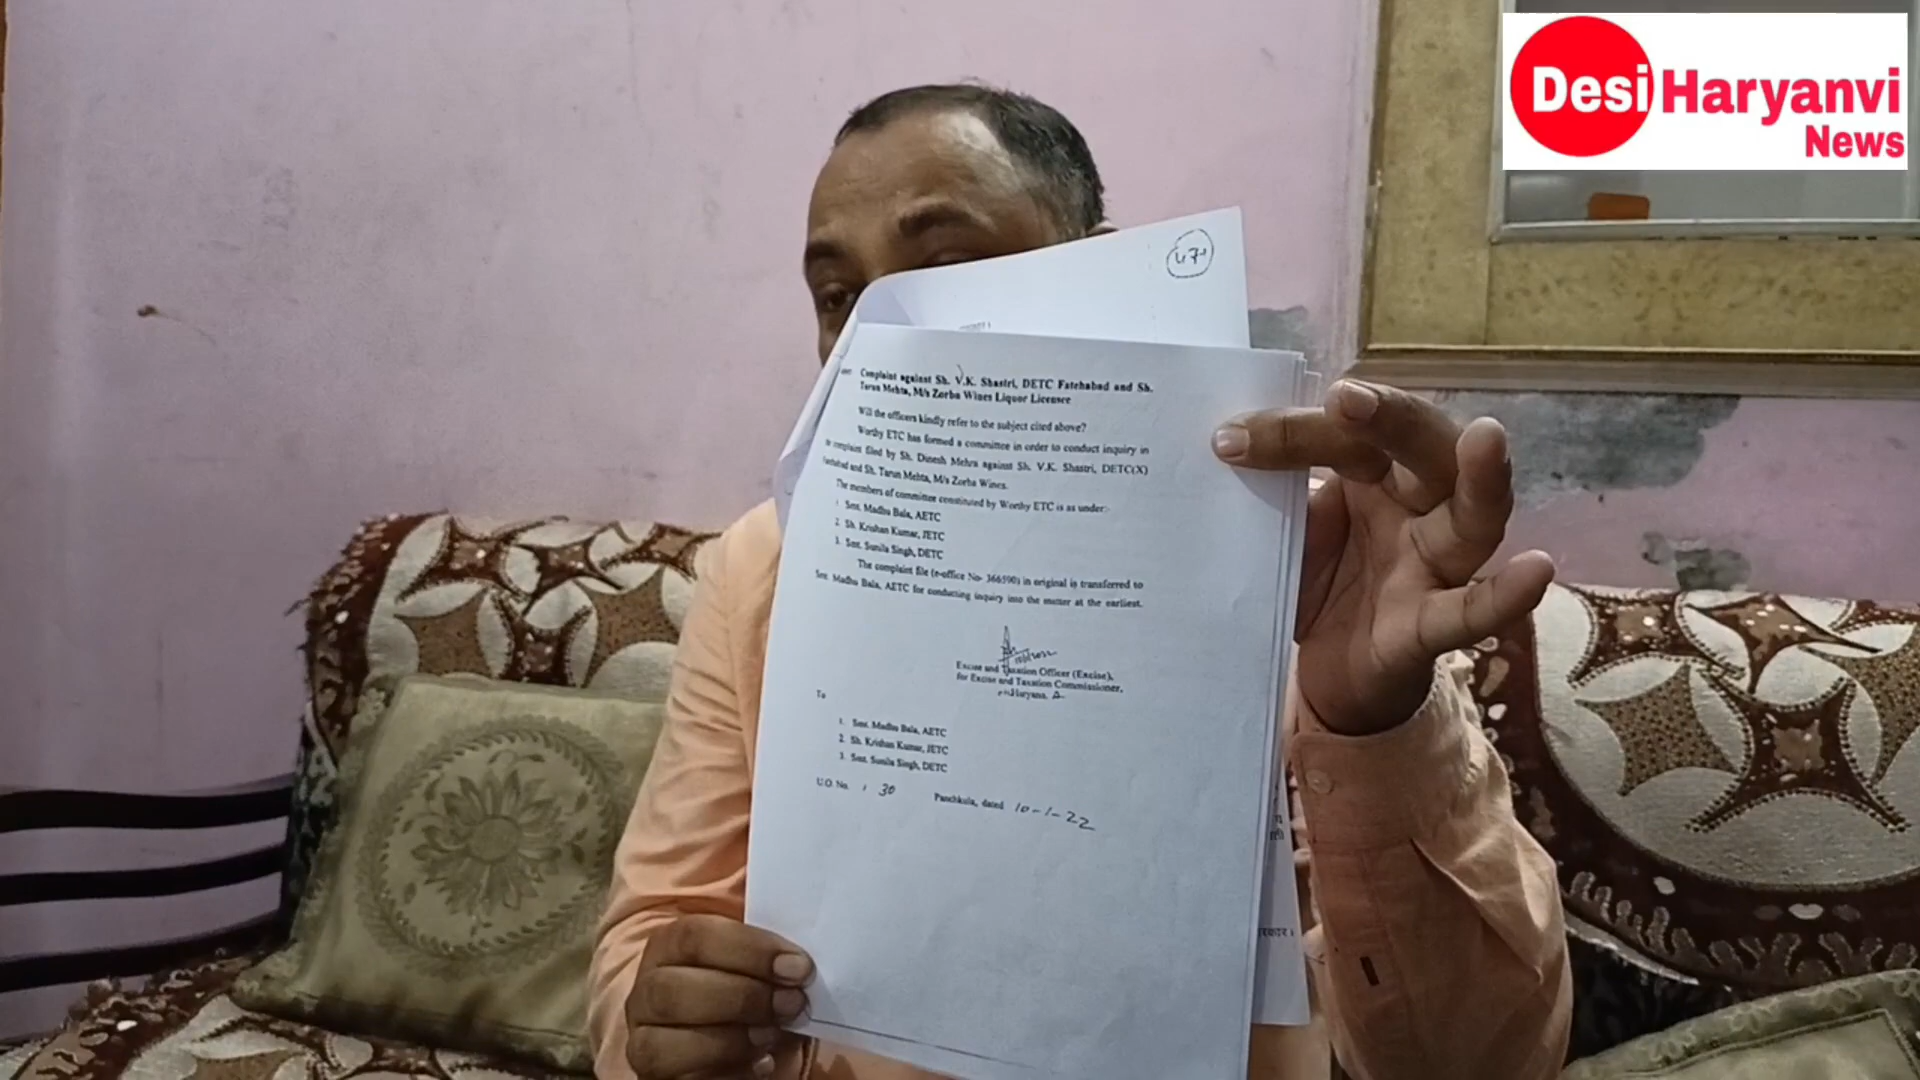 Desi Haryanvi
News
Complaint against Sh. V.K. Shastri, DETC Fatehabad and Sh.
Tarun Mehta, M/s Zorba Wines Liquor Licensee
Will the officers kindly refer to the subject cited above?
Worthy ETC has formed a committee in order to conduct inquiry in
complaint filed by Sh. Dinesh Mehra against Sh. V.K. Shastri, DETC(X)
Fatehabad and Sh. Tarun Mehta, M/s Zorba Wines.
The members of committee constituted by Worthy ETC is as under:-
1 Smt. Madhu Bala, AETC
2. Sh. Krishan Kumar, JETC
3. Smt. Sunila Singh, DETC
The complaint file (e-office No- 366590) in original is transferred to
Smt. Madhu Bala, AETC for conducting inquiry into the matter at the earliest.
Excise and Taxation Officer (Excise),
for Excise and Taxation Commissioner,
Haryana.
To
1. Smt. Madhu Bala, AETC
2. Sh. Krishan Kumar, JETC
3. Smt. Sunila Singh, DETC
U.O. No. 30 Panchkula, dated 10-1-22